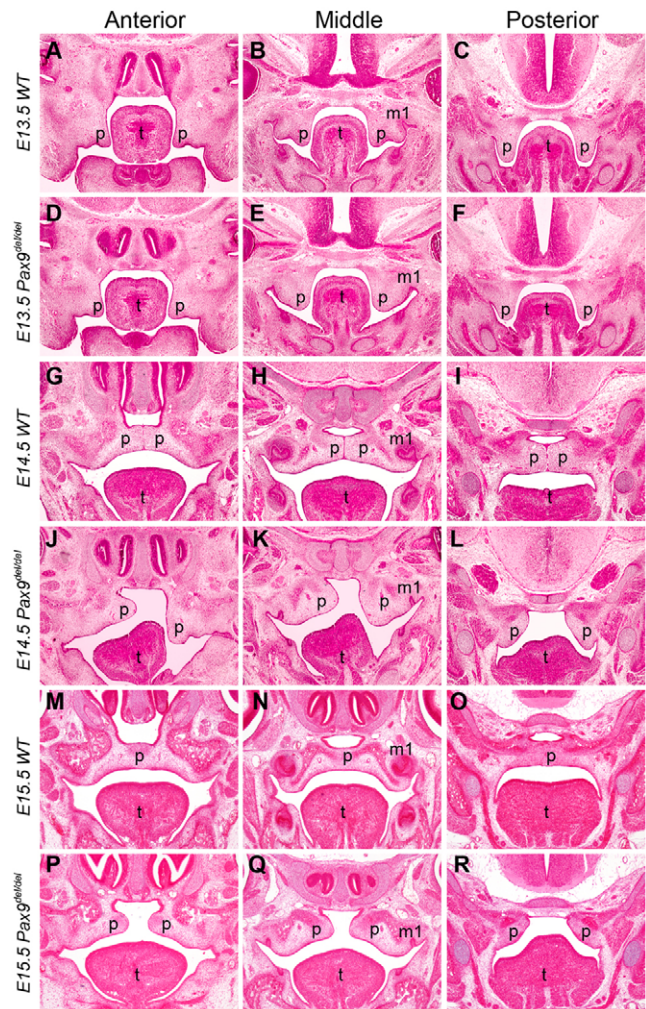 Anterior Middle Posterior
E13.5 WT
A p t p
B p t p m1
C p t p
E13.5 Pax9del/del
D p t p
E p t p m1
F p t p
E14.5 WT
G p p t
H p p m1 t
I p p t
E14.5 Pax9del/del
J p p t
K p p m1 t
L p p t
E15.5 WT
M p t
N p m1 t
O p t
E15.5 Pax9del/del
P p p t
Q p p m1 t
R p p t